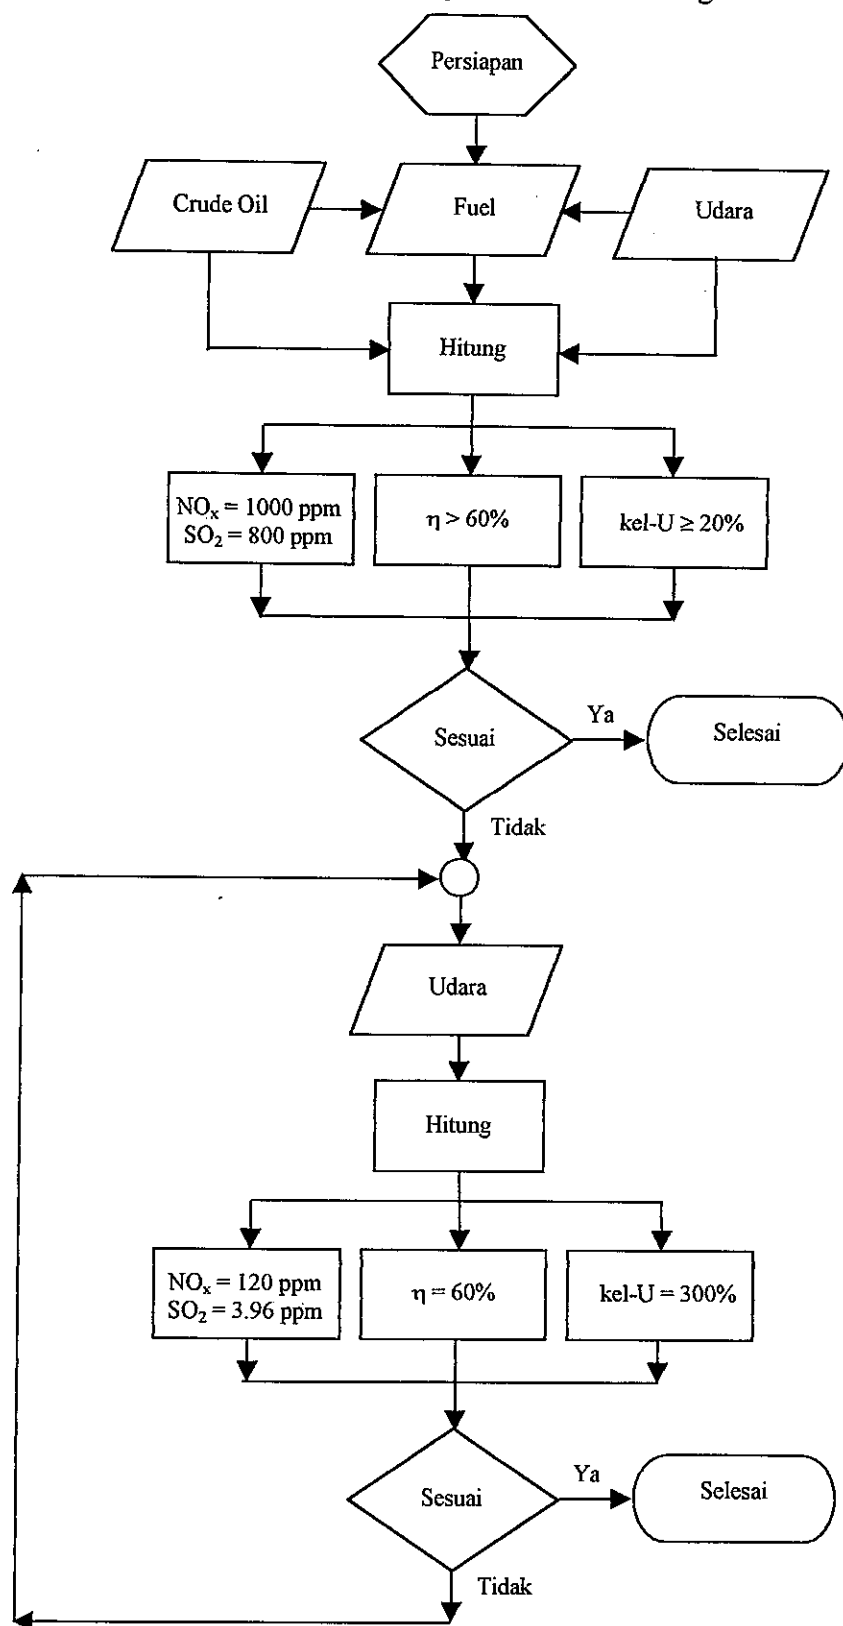 Persiapan
Crude Oil
Fuel
Udara
Hitung
NOₓ = 1000 ppm
SO₂ = 800 ppm
η > 60%
kel-U ≥ 20%
Sesuai
Ya
Selesai
Tidak
Udara
Hitung
NOₓ = 120 ppm
SO₂ = 3.96 ppm
η = 60%
kel-U = 300%
Sesuai
Ya
Selesai
Tidak